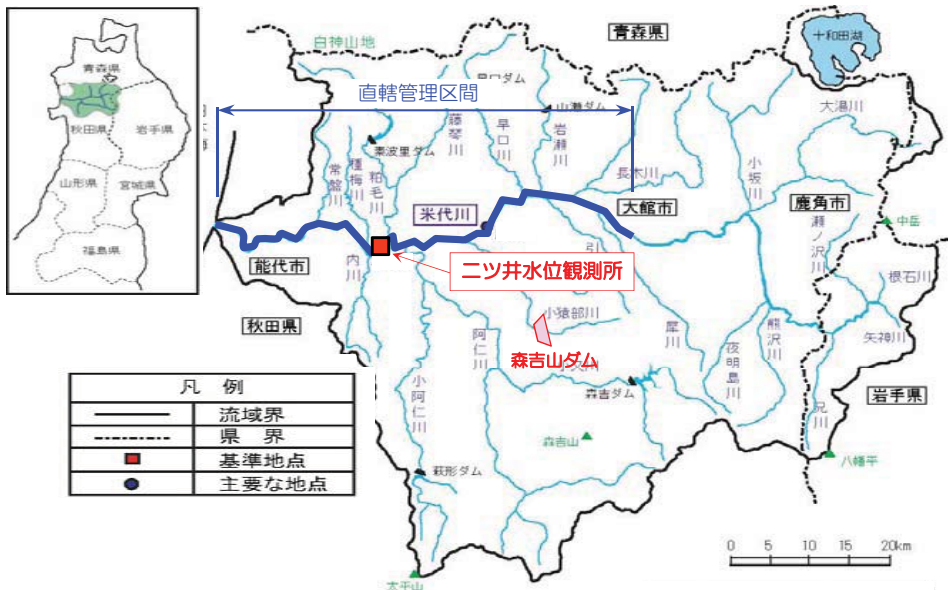 青森県
秋田県
岩手県
山形県
宮城県
福島県
白神山地
青森県
十和田湖
早口ダム
直轄管理区間
山瀬ダム
大湯川
素波里ダム
藤琴川
早口川
岩瀬川
長木川
小坂川
常盤川
種梅川
粕毛川
米代川
大館市
鹿角市
瀬ノ沢川
中岳
能代市
内川
二ツ井水位観測所
引
根石川
秋田県
小猿部川
阿仁川
森吉山ダム
犀川
夜明島川
熊沢川
矢神川
小阿仁川
森吉ダム
兄川
岩手県
森吉山
萩形ダム
八幡平
太平山
凡 例
流域界
県 界
基準地点
主要な地点
0 5 10 15 20km